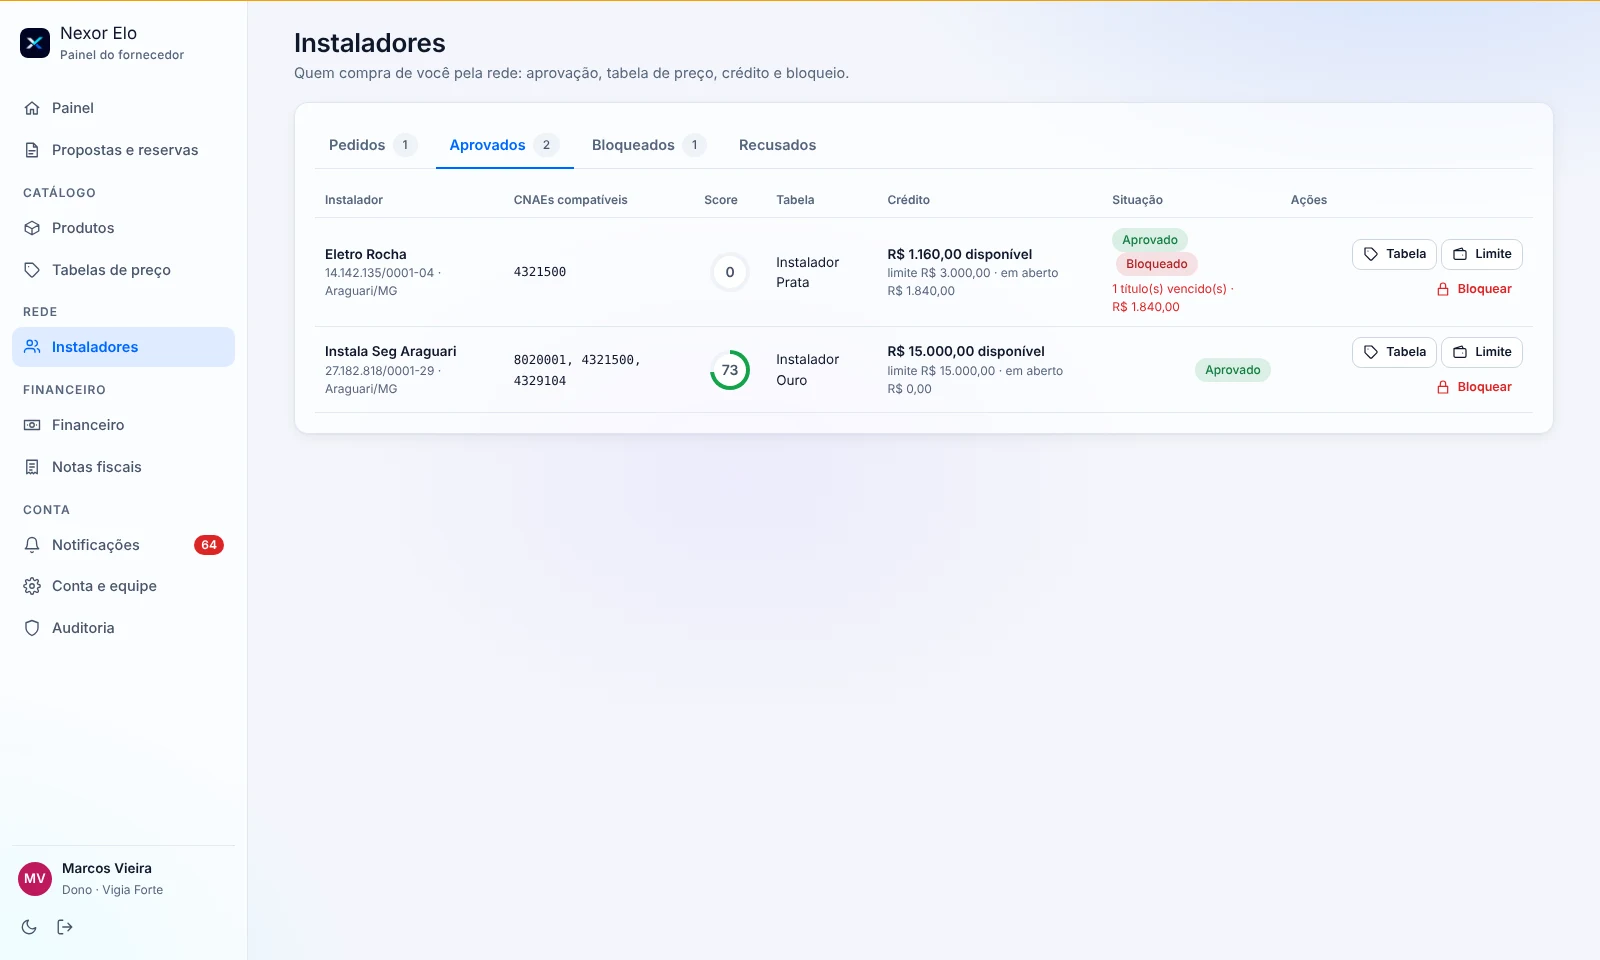 Nexor Elo
Painel do fornecedor
Painel
Propostas e reservas
CATÁLOGO
Produtos
Tabelas de preço
REDE
Instaladores
FINANCEIRO
Financeiro
Notas fiscais
CONTA
Notificações 64
Conta e equipe
Auditoria
MV
Marcos Vieira
Dono · Vigia Forte
Instaladores
Quem compra de você pela rede: aprovação, tabela de preço, crédito e bloqueio.
Pedidos 1 Aprovados 2 Bloqueados 1 Recusados
Instalador CNAEs compatíveis Score Tabela Crédito Situação Ações
Eletro Rocha
14.142.135/0001-04 ·
Araguari/MG
4321500
0
Instalador
Prata
R$ 1.160,00 disponível
limite R$ 3.000,00 · em aberto
R$ 1.840,00
Aprovado
Bloqueado
1 título(s) vencido(s) ·
R$ 1.840,00
Tabela Limite
Bloquear
Instala Seg Araguari
27.182.818/0001-29 ·
Araguari/MG
8020001, 4321500,
4329104
73
Instalador
Ouro
R$ 15.000,00 disponível
limite R$ 15.000,00 · em aberto
R$ 0,00
Aprovado
Tabela Limite
Bloquear